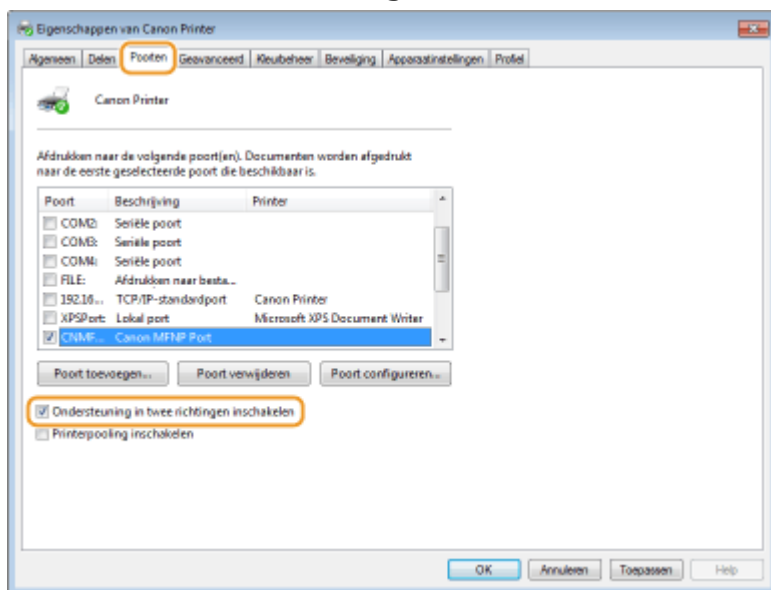 Eigenschappen van Canon Printer
Algemeen Delen Poorten Geavanceerd Kleurbeheer Beveiliging Apparaatinstellingen Profiel
Canon Printer
Afdrukken naar de volgende poort(en). Documenten worden afgedrukt
naar de eerste geselecteerde poort die beschikbaar is.
Poort Beschrijving Printer
COM2: Seriële poort
COM3: Seriële poort
COM4: Seriële poort
FILE: Afdrukken naar besta...
192.16... TCP/IP-standardport Canon Printer
XPSPort: Lokal port Microsoft XPS Document Writer
CNMF... Canon MFNP Port
Poort toevoegen... Poort verwijderen Poort configureren...
Ondersteuning in twee richtingen inschakelen
Printerpooling inschakelen
OK Annuleren Toepassen Help